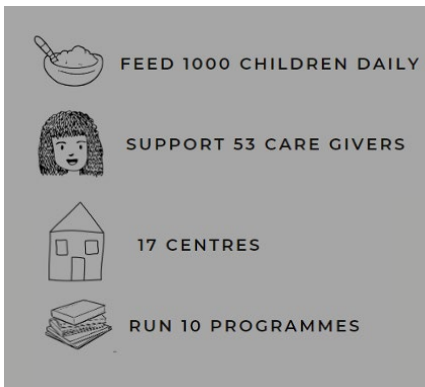 FEED 1000 CHILDREN DAILY
SUPPORT 53 CARE GIVERS
17 CENTRES
RUN 10 PROGRAMMES